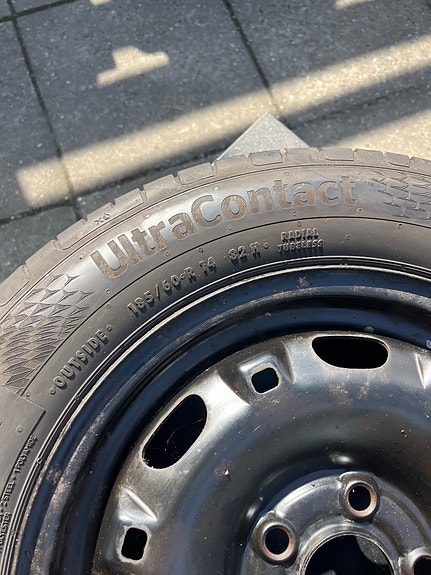 UltraContact
185/60 R 14 82 T
RADIAL
TUBELESS
OUTSIDE